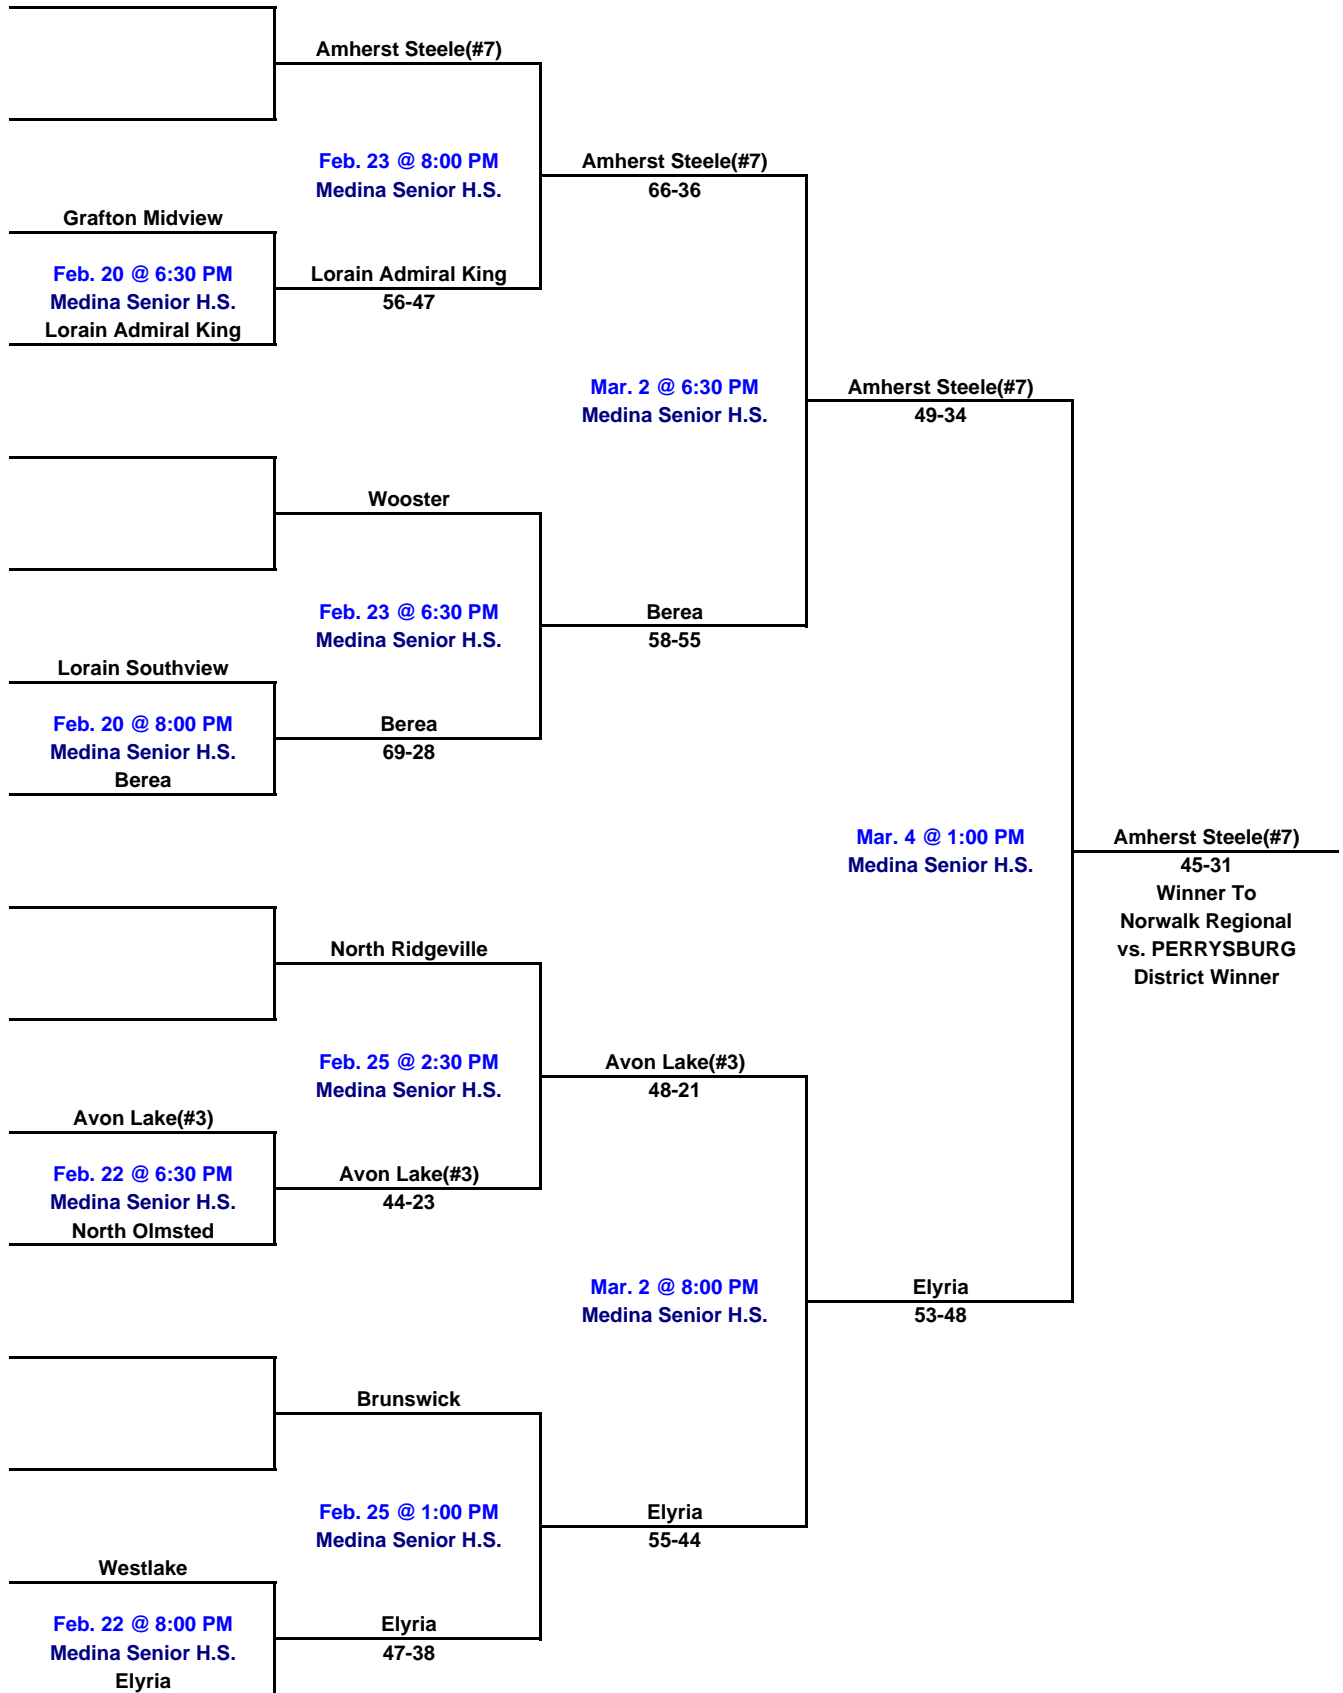 Amherst Steele(#7)
Feb. 23 @ 8:00 PM
Medina Senior H.S.
Amherst Steele(#7)
66-36
Grafton Midview
Feb. 20 @ 6:30 PM
Medina Senior H.S.
Lorain Admiral King
Lorain Admiral King
56-47
Mar. 2 @ 6:30 PM
Medina Senior H.S.
Amherst Steele(#7)
49-34
Wooster
Feb. 23 @ 6:30 PM
Medina Senior H.S.
Berea
58-55
Lorain Southview
Feb. 20 @ 8:00 PM
Medina Senior H.S.
Berea
Berea
69-28
Mar. 4 @ 1:00 PM
Medina Senior H.S.
Amherst Steele(#7)
45-31
Winner To
Norwalk Regional
vs. PERRYSBURG
District Winner
North Ridgeville
Feb. 25 @ 2:30 PM
Medina Senior H.S.
Avon Lake(#3)
48-21
Avon Lake(#3)
Feb. 22 @ 6:30 PM
Medina Senior H.S.
North Olmsted
Avon Lake(#3)
44-23
Mar. 2 @ 8:00 PM
Medina Senior H.S.
Elyria
53-48
Brunswick
Feb. 25 @ 1:00 PM
Medina Senior H.S.
Elyria
55-44
Westlake
Feb. 22 @ 8:00 PM
Medina Senior H.S.
Elyria
Elyria
47-38